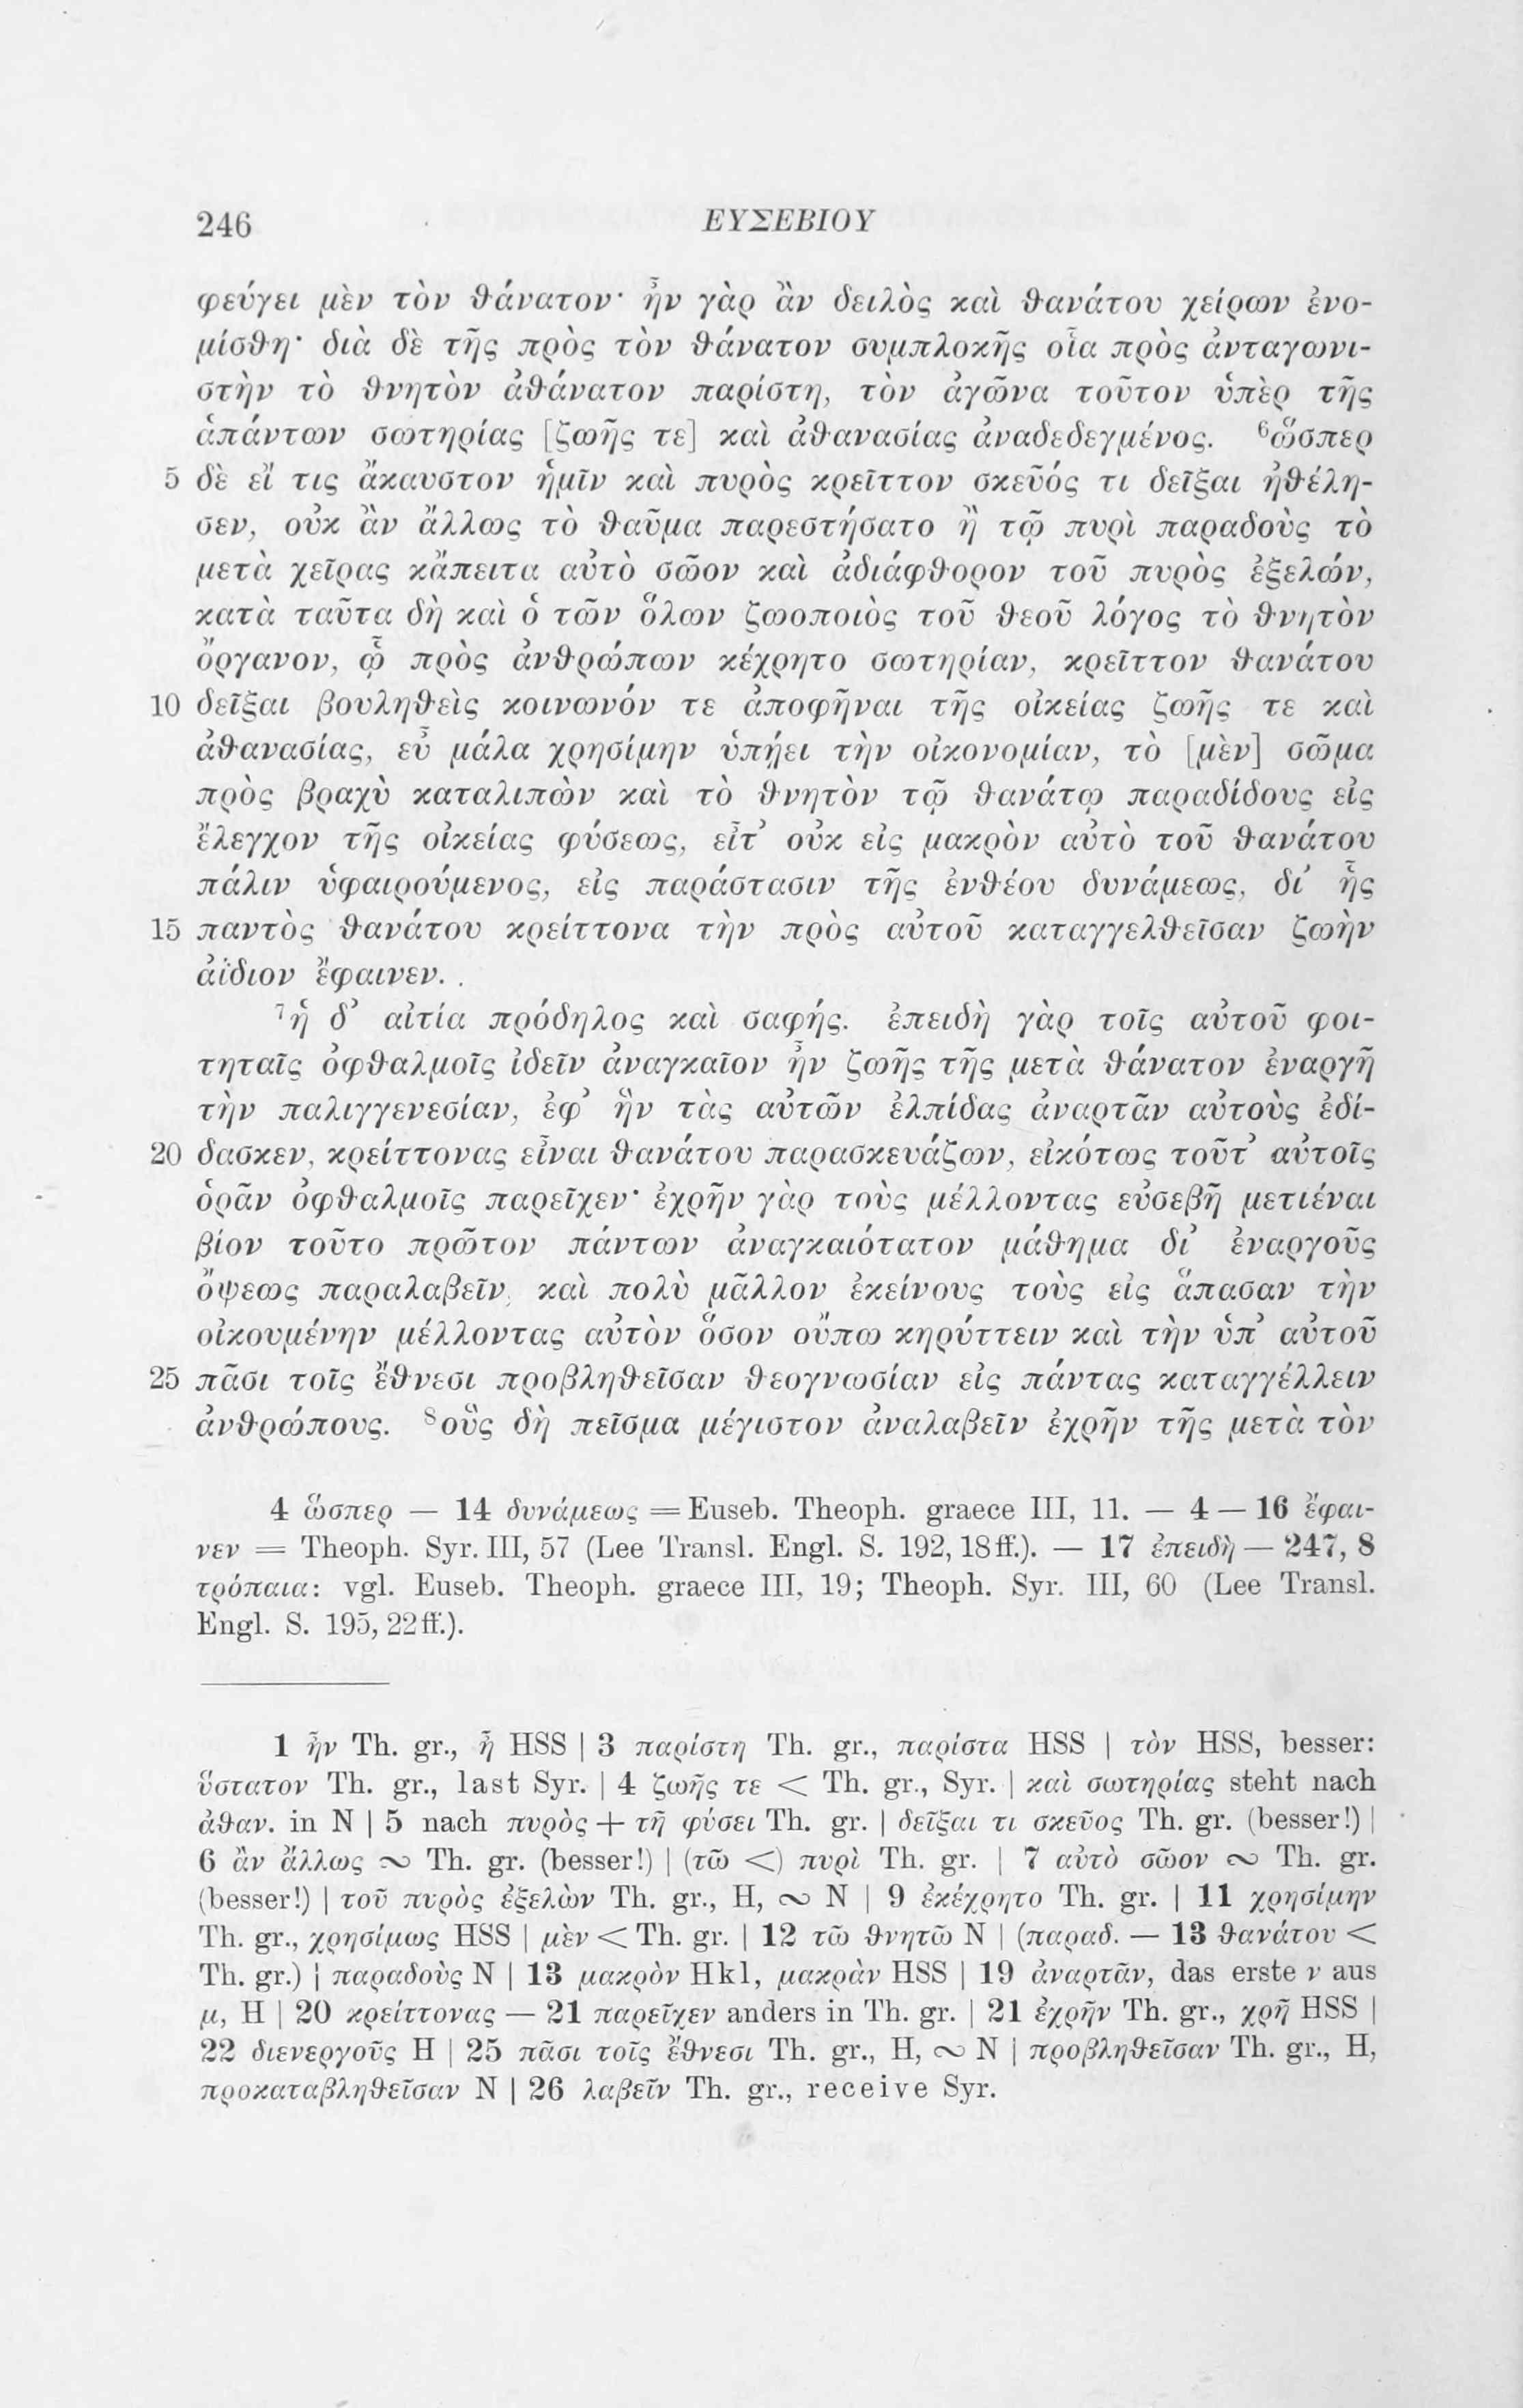 246
ΕΥΣΕΒΙΟΥ
φεύγει μὲν τὸν θάνατον· ἦν γὰρ ἂν δειλὸς καὶ θανάτου χείρων ἐνο-
μίσθη· διὰ δὲ τῆς πρὸς τὸν θάνατον συμπλοκῆς οἷα πρὸς ἀνταγωνι-
στὴν τὸ θνητὸν ἀθάνατον παρίστη, τὸν ἀγῶνα τοῦτον ὑπὲρ τῆς
ἁπάντων σωτηρίας [ζωῆς τε] καὶ ἀθανασίας ἀναδεδεγμένος. ⁶ὥσπερ
5 δὲ εἴ τις ἄκαυστον ἡμῖν καὶ πυρὸς κρεῖττον σκεῦός τι δεῖξαι ἠθέλη-
σεν, οὐκ ἂν ἄλλως τὸ θαῦμα παρεστήσατο ἢ τῷ πυρὶ παραδοὺς τὸ
μετὰ χεῖρας κἄπειτα αὐτὸ σῶον καὶ ἀδιάφθορον τοῦ πυρὸς ἐξελών,
κατὰ ταῦτα δὴ καὶ ὁ τῶν ὅλων ζωοποιὸς τοῦ θεοῦ λόγος τὸ θνητὸν
ὄργανον, ᾧ πρὸς ἀνθρώπων κέχρητο σωτηρίαν, κρεῖττον θανάτου
10 δεῖξαι βουληθεὶς κοινωνόν τε ἀποφῆναι τῆς οἰκείας ζωῆς τε καὶ
ἀθανασίας, εὖ μάλα χρησίμην ὑπῄει τὴν οἰκονομίαν, τὸ [μὲν] σῶμα
πρὸς βραχὺ καταλιπὼν καὶ τὸ θνητὸν τῷ θανάτῳ παραδίδους εἰς
ἔλεγχον τῆς οἰκείας φύσεως, εἶτ’ οὐκ εἰς μακρὸν αὐτὸ τοῦ θανάτου
πάλιν ὑφαιρούμενος, εἰς παράστασιν τῆς ἐνθέου δυνάμεως, δι’ ἧς
15 παντὸς θανάτου κρείττονα τὴν πρὸς αὐτοῦ καταγγελθεῖσαν ζωὴν
ἀΐδιον ἔφαινεν.
⁷ἡ δ’ αἰτία πρόδηλος καὶ σαφής. ἐπειδὴ γὰρ τοῖς αὐτοῦ φοι-
τηταῖς ὀφθαλμοῖς ἰδεῖν ἀναγκαῖον ἦν ζωῆς τῆς μετὰ θάνατον ἐναργῆ
τὴν παλιγγενεσίαν, ἐφ’ ἣν τὰς αὐτῶν ἐλπίδας ἀναρτᾶν αὐτοὺς ἐδί-
20 δασκεν, κρείττονας εἶναι θανάτου παρασκευάζων, εἰκότως τοῦτ’ αὐτοῖς
ὁρᾶν ὀφθαλμοῖς παρεῖχεν· ἐχρῆν γὰρ τοὺς μέλλοντας εὐσεβῆ μετιέναι
βίον τοῦτο πρῶτον πάντων ἀναγκαιότατον μάθημα δι’ ἐναργοῦς
ὄψεως παραλαβεῖν, καὶ πολὺ μᾶλλον ἐκείνους τοὺς εἰς ἅπασαν τὴν
οἰκουμένην μέλλοντας αὐτὸν ὅσον οὔπω κηρύττειν καὶ τὴν ὑπ’ αὐτοῦ
25 πᾶσι τοῖς ἔθνεσι προβληθεῖσαν θεογνωσίαν εἰς πάντας καταγγέλλειν
ἀνθρώπους. ⁸οὓς δὴ πεῖσμα μέγιστον ἀναλαβεῖν ἐχρῆν τῆς μετὰ τὸν
4 ὥσπερ — 14 δυνάμεως = Euseb. Theoph. graece III, 11. — 4 — 16 ἔφαι-
νεν = Theoph. Syr. III, 57 (Lee Transl. Engl. S. 192, 18 ff.). — 17 ἐπειδὴ — 247, 8
τρόπαια: vgl. Euseb. Theoph. graece III, 19; Theoph. Syr. III, 60 (Lee Transl.
Engl. S. 195, 22 ff.).
1 ἦν Th. gr., ἦ HSS | 3 παρίστη Th. gr., παρίστα HSS | τὸν HSS, besser:
ὕστατον Th. gr., last Syr. | 4 ζωῆς τε < Th. gr., Syr. | καὶ σωτηρίας steht nach
ἀθαν. in N | 5 nach πυρὸς + τῇ φύσει Th. gr. | δεῖξαι τι σκεῦος Th. gr. (besser!) |
6 ἂν ἄλλως ∾ Th. gr. (besser!) | (τῶ <) πυρὶ Th. gr. | 7 αὐτὸ σῶον ∾ Th. gr.
(besser!) | τοῦ πυρὸς ἐξελὼν Th. gr., H, ∾ N | 9 ἐκέχρητο Th. gr. | 11 χρησίμην
Th. gr., χρησίμως HSS | μὲν < Th. gr. | 12 τῶ θνητῶ N | (παραδ. — 13 θανάτου <
Th. gr.) | παραδοὺς N | 13 μακρὸν Hkl, μακρὰν HSS | 19 ἀναρτᾶν, das erste ν aus
μ, H | 20 κρείττονας — 21 παρεῖχεν anders in Th. gr. | 21 ἐχρῆν Th. gr., χρῆ HSS |
22 διενεργοῦς H | 25 πᾶσι τοῖς ἔθνεσι Th. gr., H, ∾ N | προβληθεῖσαν Th. gr., H,
προκαταβληθεῖσαν N | 26 λαβεῖν Th. gr., receive Syr.